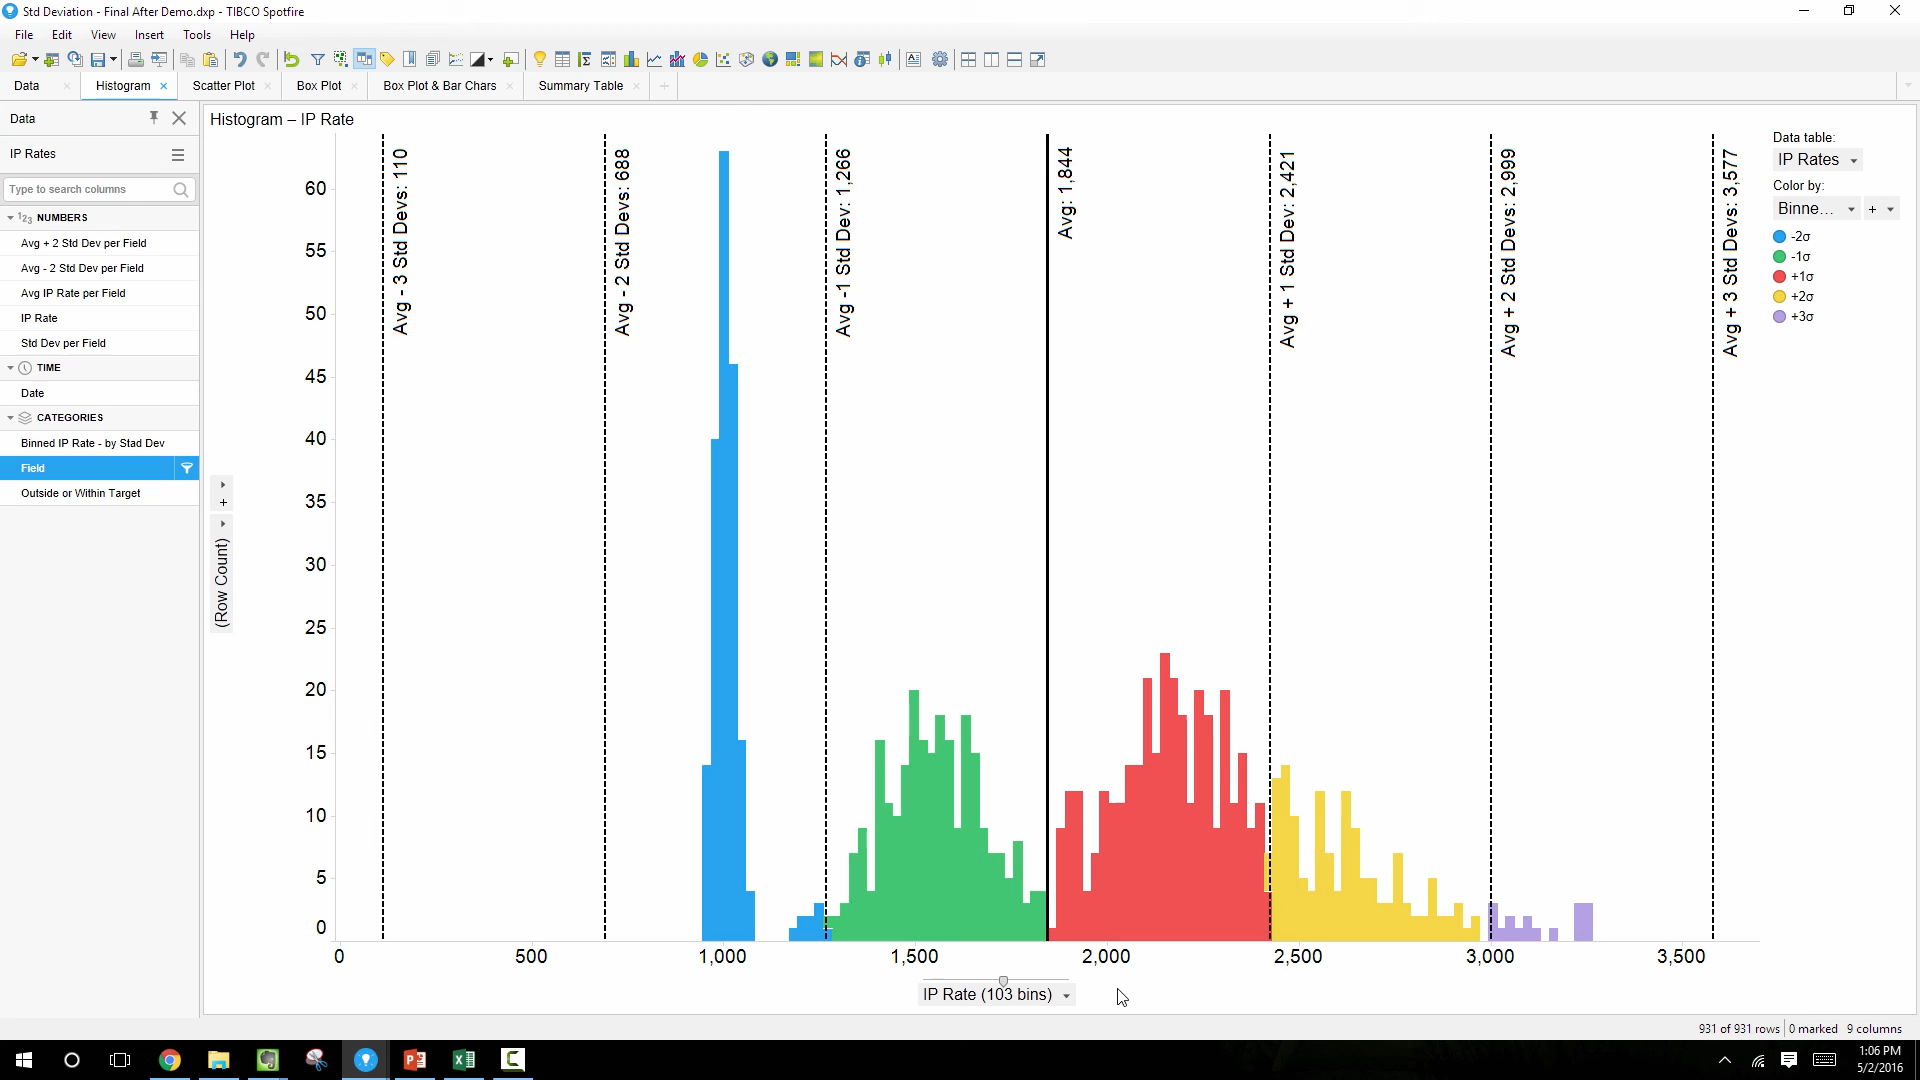 Std Deviation - Final After Demo.dxp - TIBCO Spotfire
File Edit View Insert Tools Help
Data Histogram Scatter Plot Box Plot Box Plot & Bar Chars Summary Table
Data
IP Rates
Type to search columns
123 NUMBERS
Avg + 2 Std Dev per Field
Avg - 2 Std Dev per Field
Avg IP Rate per Field
IP Rate
Std Dev per Field
TIME
Date
CATEGORIES
Binned IP Rate - by Stad Dev
Field
Outside or Within Target
Histogram – IP Rate
Avg - 3 Std Devs: 110
Avg - 2 Std Devs: 688
Avg -1 Std Dev: 1,266
Avg: 1,844
Avg + 1 Std Dev: 2,421
Avg + 2 Std Devs: 2,999
Avg + 3 Std Devs: 3,577
60
55
50
45
40
35
30
25
20
15
10
5
0
+
(Row Count)
0 500 1,000 1,500 2,000 2,500 3,000 3,500
IP Rate (103 bins)
Data table:
IP Rates
Color by:
Binne... +
-2σ
-1σ
+1σ
+2σ
+3σ
931 of 931 rows 0 marked 9 columns
1:06 PM
5/2/2016